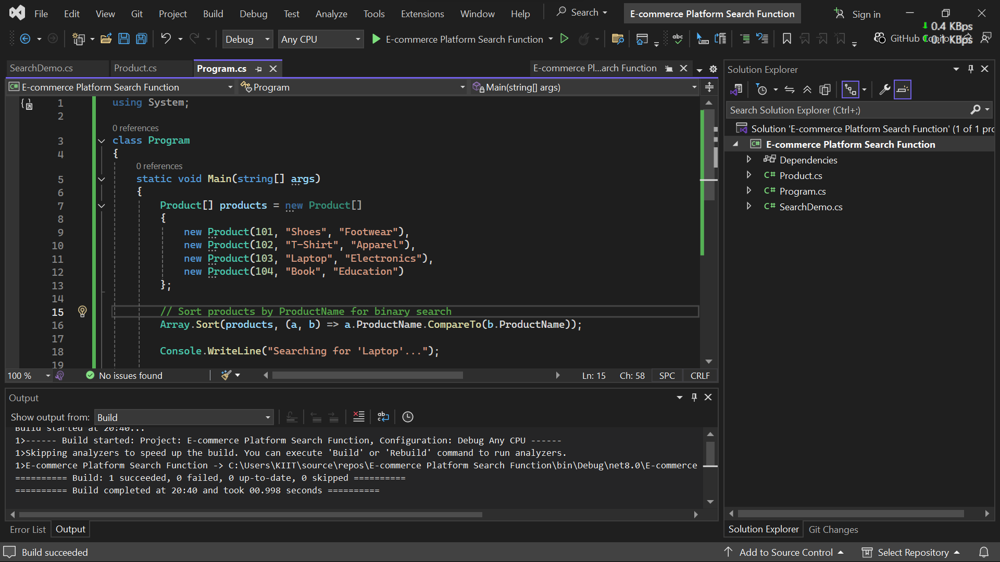 File Edit View Git Project Build Debug Test Analyze Tools Extensions Window Help Search E-commerce Platform Search Function Sign in
0.4 KBps
Debug Any CPU E-commerce Platform Search Function abc GitHub 0.1 KBps
SearchDemo.cs Product.cs Program.cs E-commerce Pl...arch Function
C# E-commerce Platform Search Function Program Main(string[] args)
1 using System;
2
0 references
3 class Program
4 {
0 references
5 static void Main(string[] args)
6 {
7 Product[] products = new Product[]
8 {
9 new Product(101, "Shoes", "Footwear"),
10 new Product(102, "T-Shirt", "Apparel"),
11 new Product(103, "Laptop", "Electronics"),
12 new Product(104, "Book", "Education")
13 };
14
15 // Sort products by ProductName for binary search
16 Array.Sort(products, (a, b) => a.ProductName.CompareTo(b.ProductName));
17
18 Console.WriteLine("Searching for 'Laptop'...");
19
100 % No issues found Ln: 15 Ch: 58 SPC CRLF
Output
Show output from: Build
Build started at 20:40...
1>------ Build started: Project: E-commerce Platform Search Function, Configuration: Debug Any CPU ------
1>Skipping analyzers to speed up the build. You can execute 'Build' or 'Rebuild' command to run analyzers.
1>E-commerce Platform Search Function -> C:\Users\KIIT\source\repos\E-commerce Platform Search Function\bin\Debug\net8.0\E-commerce
========== Build: 1 succeeded, 0 failed, 0 up-to-date, 0 skipped ==========
========== Build completed at 20:40 and took 00.998 seconds ==========
Error List Output
Solution Explorer
Search Solution Explorer (Ctrl+;)
Solution 'E-commerce Platform Search Function' (1 of 1 pro
C# E-commerce Platform Search Function
Dependencies
C# Product.cs
C# Program.cs
C# SearchDemo.cs
Solution Explorer Git Changes
Build succeeded Add to Source Control Select Repository